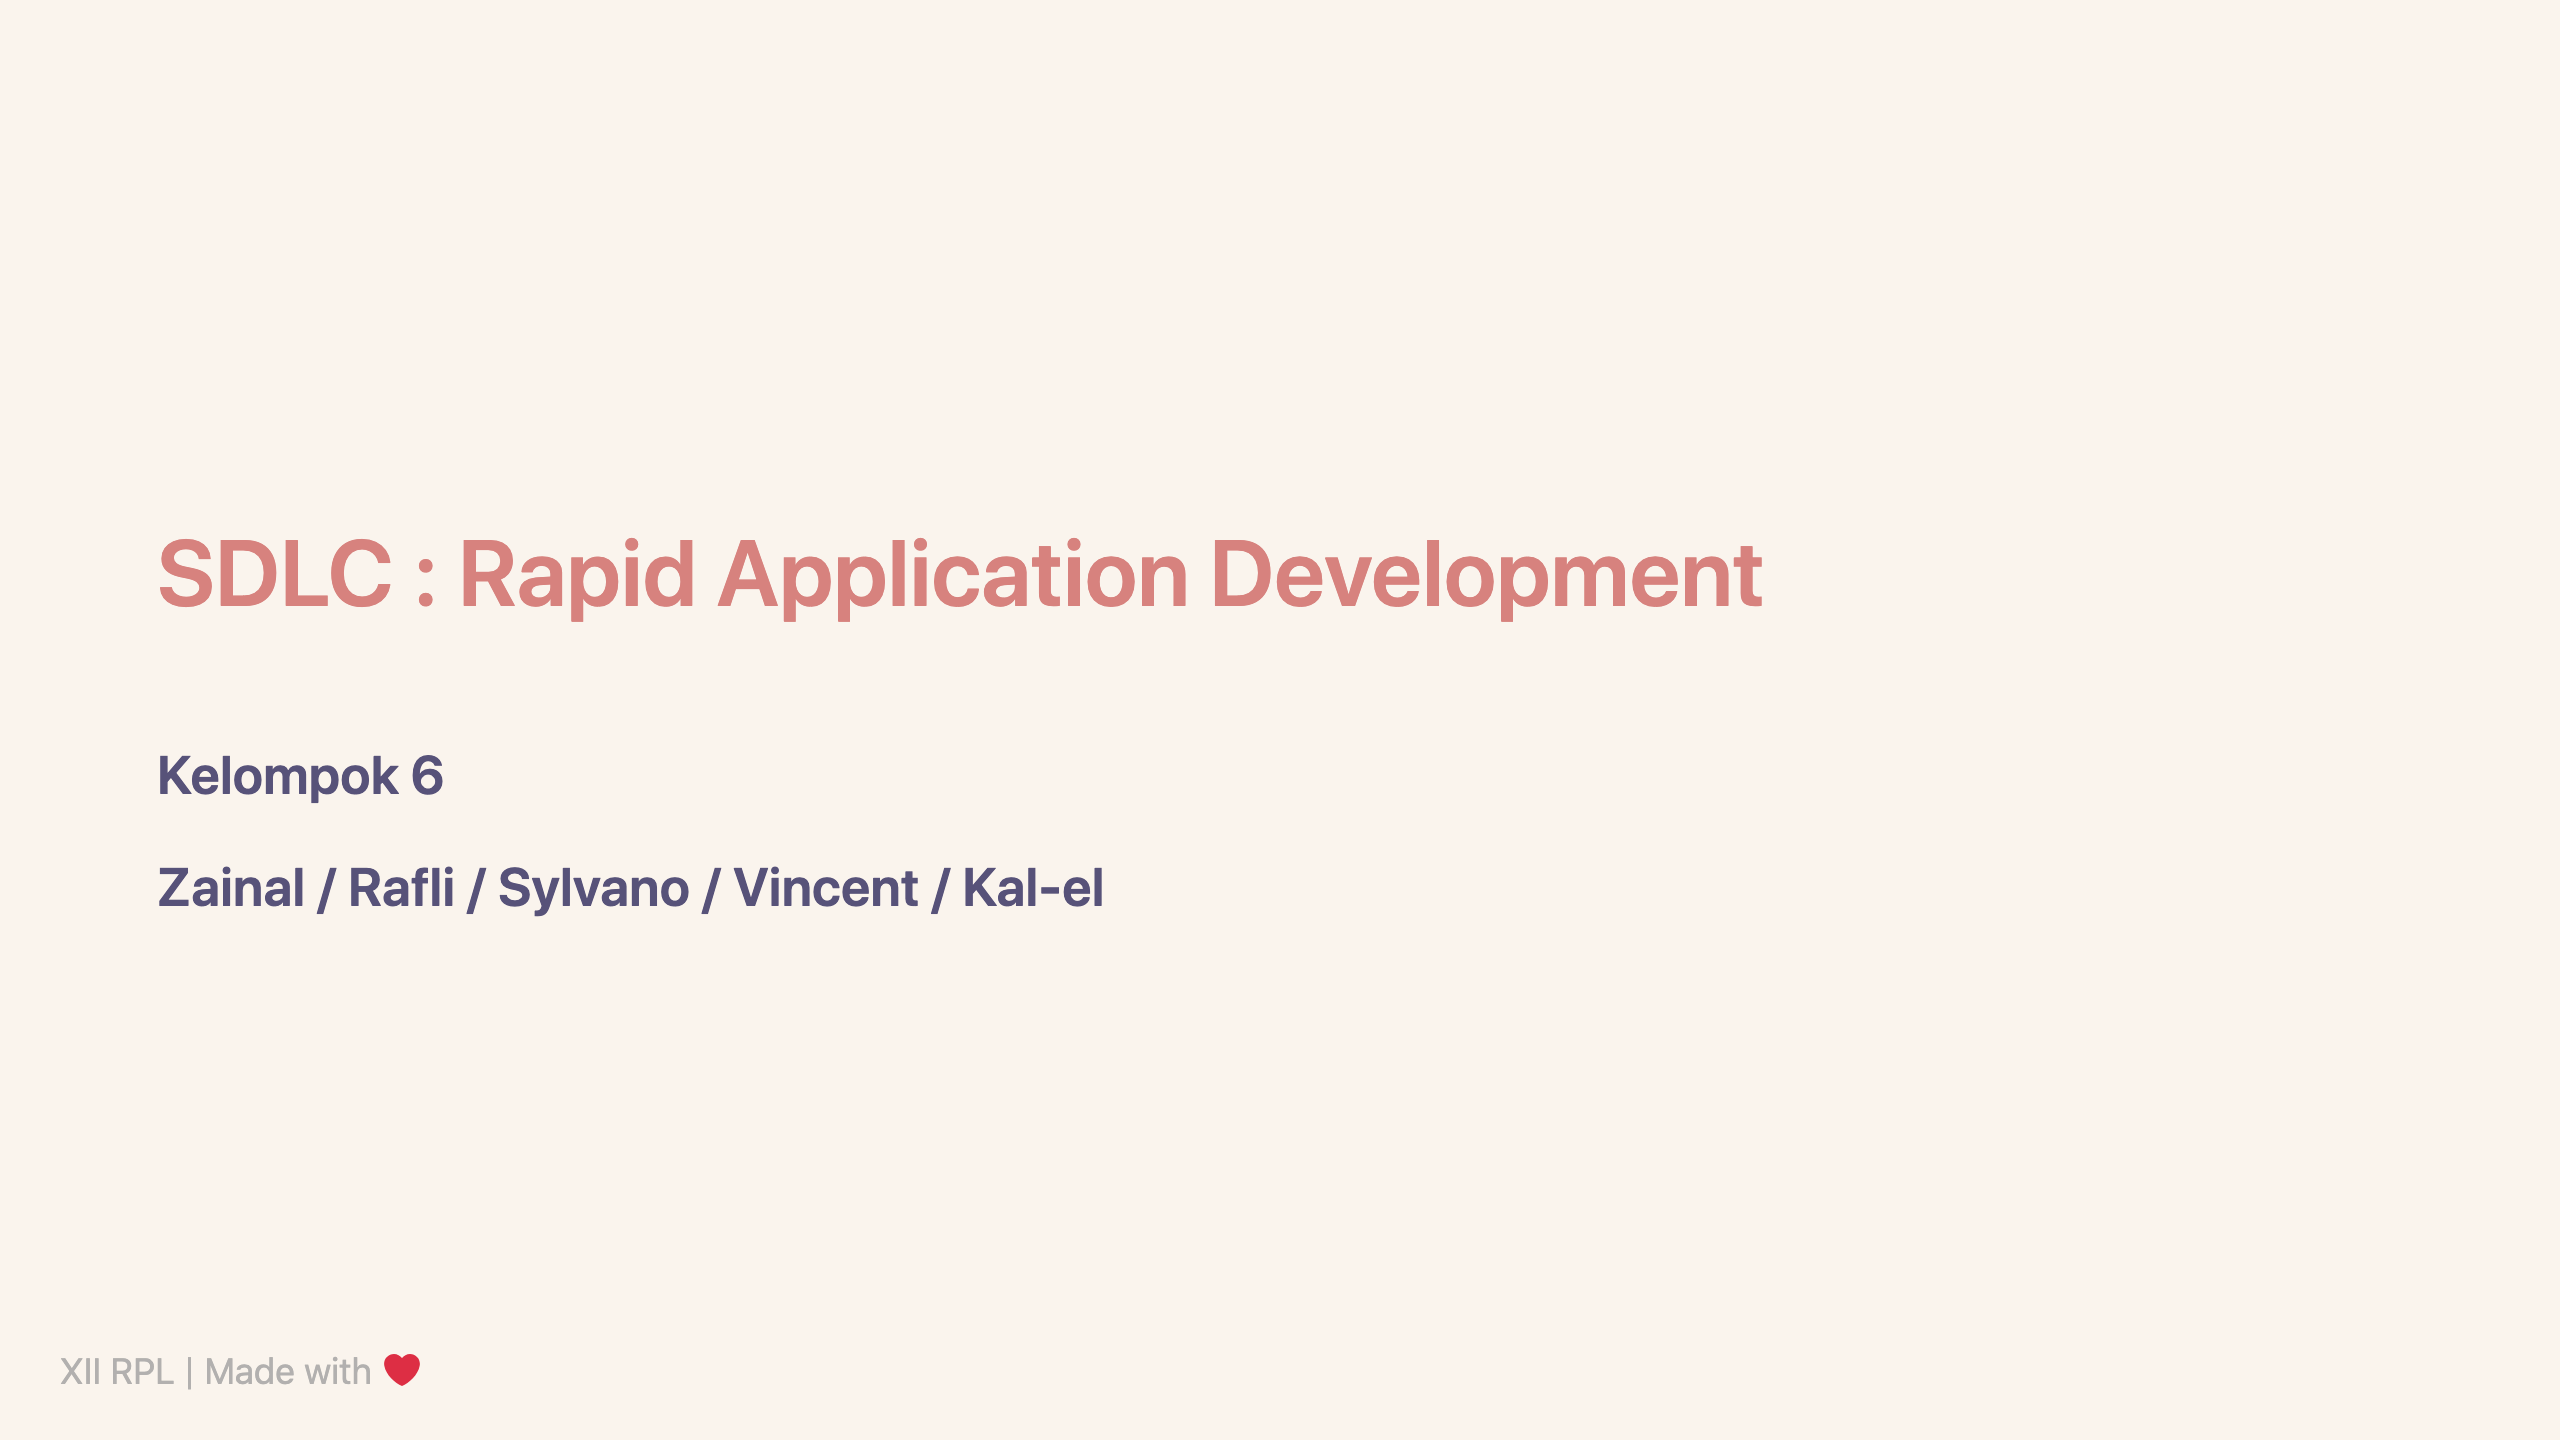 SDLC : Rapid Application Development
Kelompok 6
Zainal / Rafli / Sylvano / Vincent / Kal-el
XII RPL | Made with ❤️